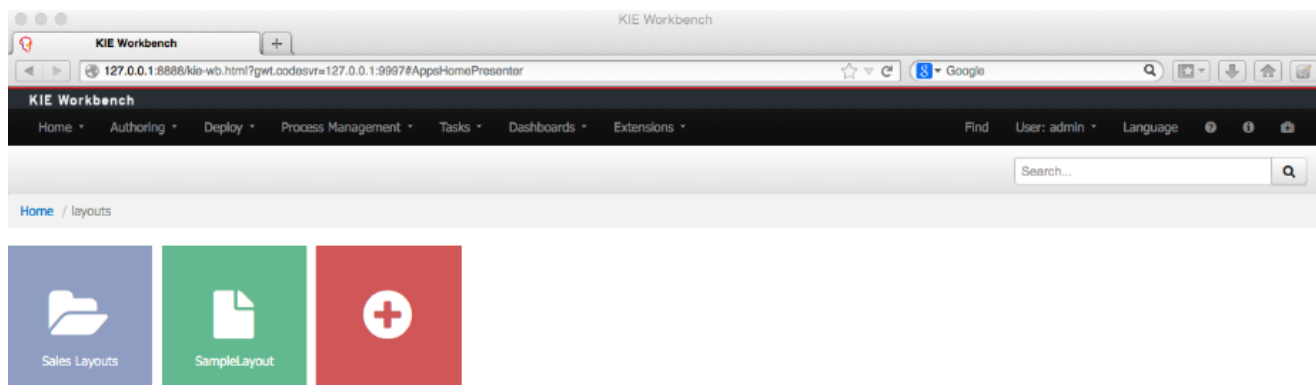 KIE Workbench
KIE Workbench
127.0.0.1:8888/kie-wb.html?gwt.codesvr=127.0.0.1:9997#AppsHomePresenter
Google
KIE Workbench
Home Authoring Deploy Process Management Tasks Dashboards Extensions Find User: admin Language
Search...
Home / layouts
Sales Layouts SampleLayout